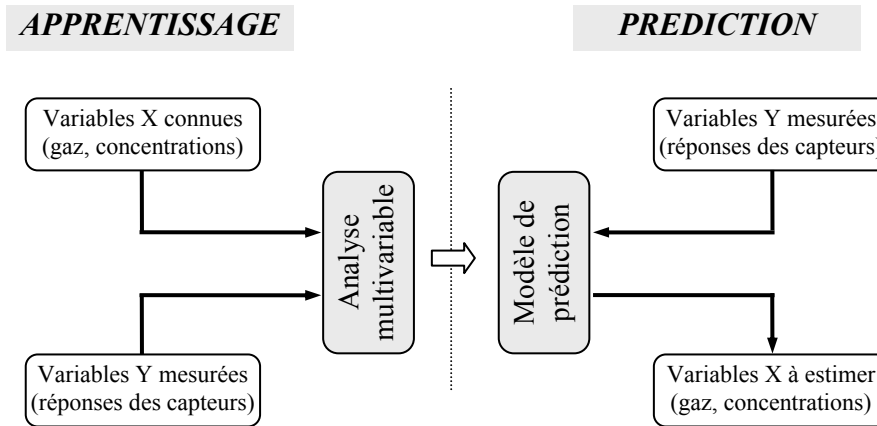 APPRENTISSAGE
PREDICTION
Variables X connues
(gaz, concentrations)
Variables Y mesurées
(réponses des capteurs)
Analyse
multivariable
Modèle de
prédiction
Variables Y mesurées
(réponses des capteurs)
Variables X à estimer
(gaz, concentrations)